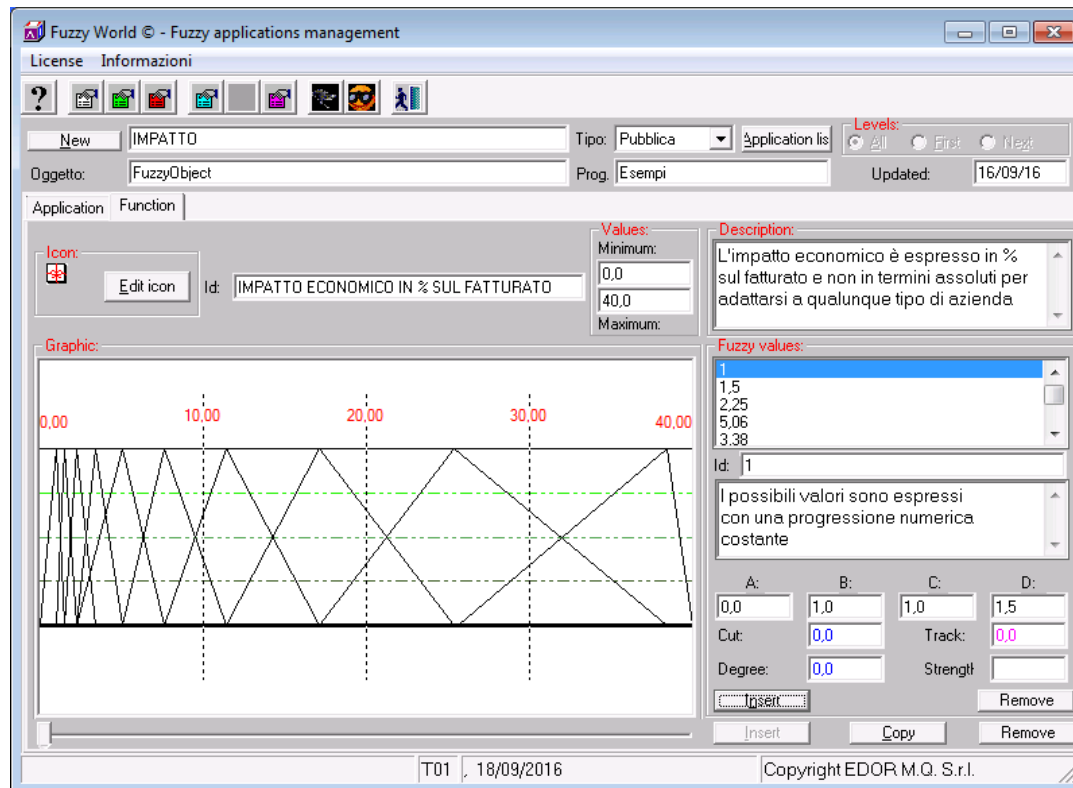 Fuzzy World © - Fuzzy applications management
License Informazioni
?
New IMPATTO Tipo: Pubblica Application lis Levels: All First Next
Oggetto: FuzzyObject Prog. Esempi Updated: 16/09/16
Application Function
Icon:
Edit icon
Id: IMPATTO ECONOMICO IN % SUL FATTURATO
Values:
Minimum:
0,0
40,0
Maximum:
Description:
L'impatto economico è espresso in %
sul fatturato e non in termini assoluti per
adattarsi a qualunque tipo di azienda
Graphic:
0,00 10,00 20,00 30,00 40,00
Fuzzy values:
1
1,5
2,25
5,06
3,38
Id: 1
I possibili valori sono espressi
con una progressione numerica
costante
A: B: C: D:
0,0 1,0 1,0 1,5
Cut: 0,0 Track: 0,0
Degree: 0,0 Strengt
Insert Remove
Insert Copy Remove
T01 , 18/09/2016 Copyright EDOR M.Q. S.r.l.